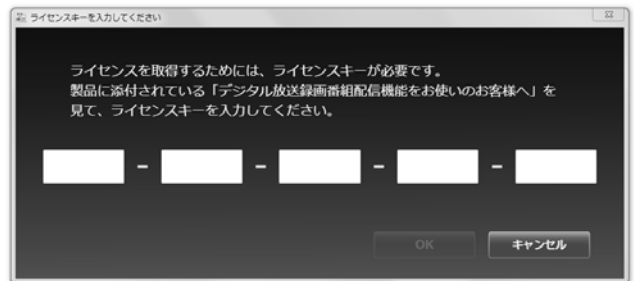 ライセンスキーを入力してください
ライセンスを取得するためには、ライセンスキーが必要です。
製品に添付されている「デジタル放送録画番組配信機能をお使いのお客様へ」を
見て、ライセンスキーを入力してください。
- - - -
OK キャンセル